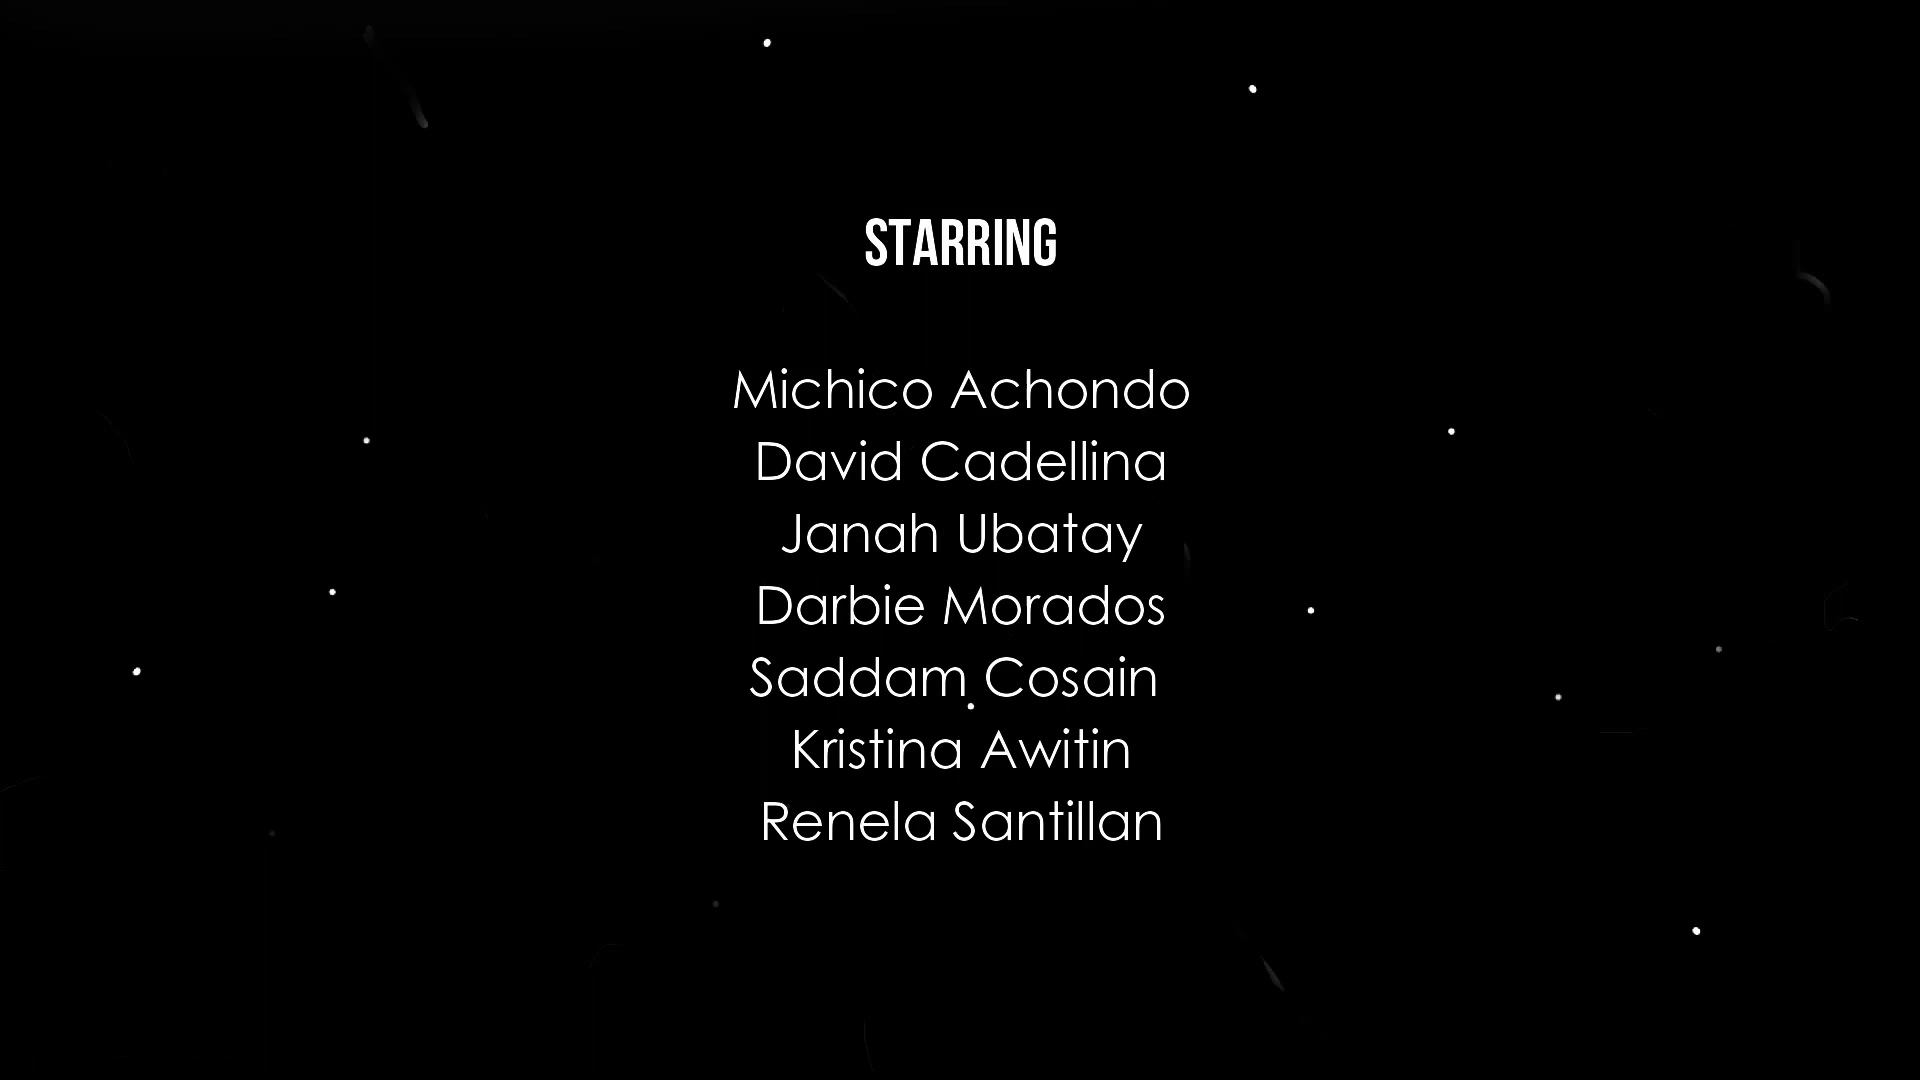 STARRING
Michico Achondo
David Cadellina
Janah Ubatay
Darbie Morados
Saddam Cosain
Kristina Awitin
Renela Santillan